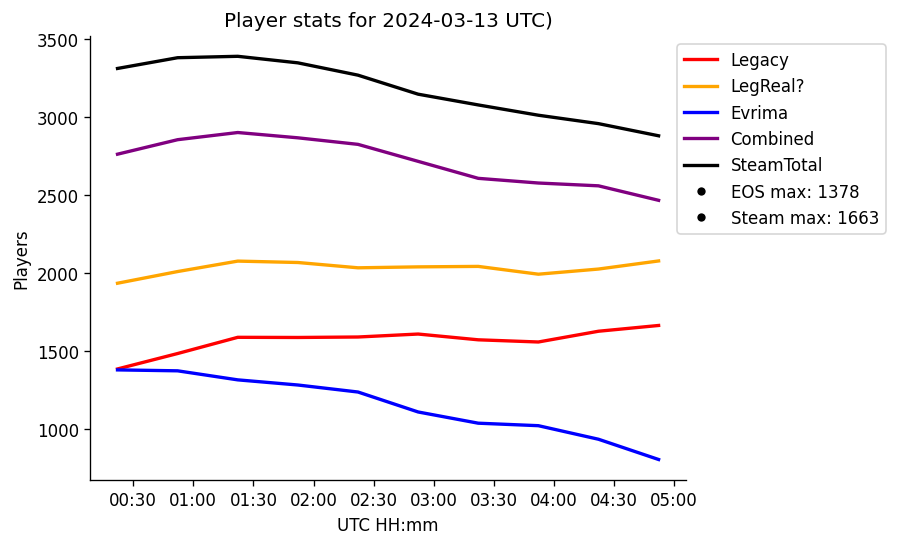 Player stats for 2024-03-13 UTC)
3500
3000
2500
2000
1500
1000
Players
00:30 01:00 01:30 02:00 02:30 03:00 03:30 04:00 04:30 05:00
UTC HH:mm
Legacy
LegReal?
Evrima
Combined
SteamTotal
EOS max: 1378
Steam max: 1663